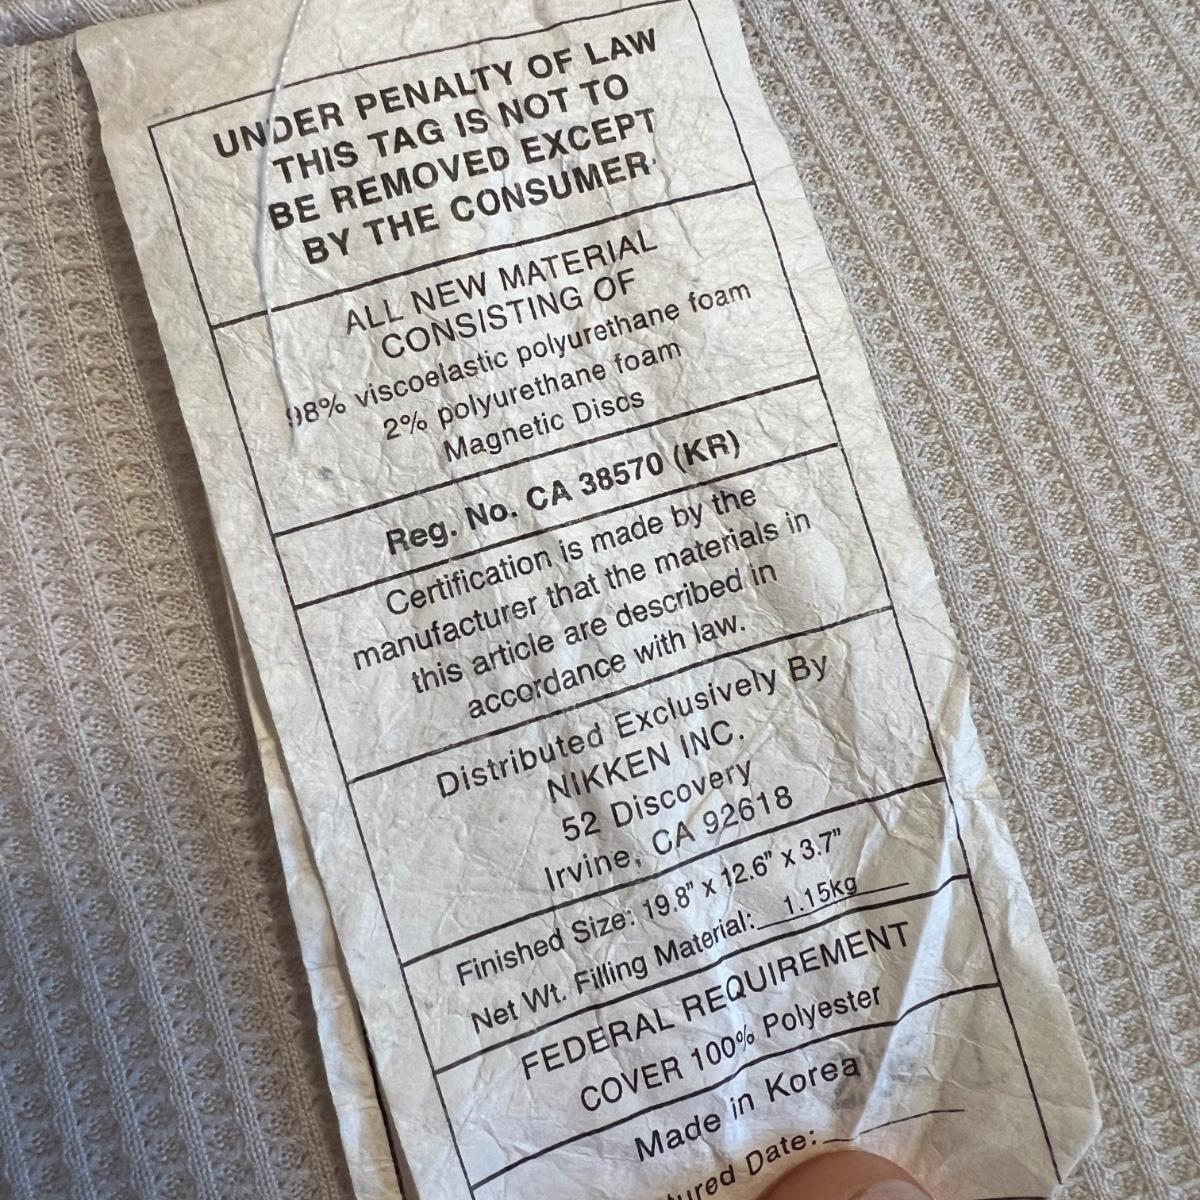 UNDER PENALTY OF LAW
THIS TAG IS NOT TO
BE REMOVED EXCEPT
BY THE CONSUMER.
ALL NEW MATERIAL
CONSISTING OF
98% viscoelastic polyurethane foam
2% polyurethane foam
Magnetic Discs
Reg. No. CA 38570 (KR)
Certification is made by the
manufacturer that the materials in
this article are described in
accordance with law.
Distributed Exclusively By
NIKKEN INC.
52 Discovery
Irvine, CA 92618
Finished Size: 19.8" x 12.6" x 3.7"
Net Wt. Filling Material: 1.15kg
FEDERAL REQUIREMENT
COVER 100% Polyester
Made in Korea
Date: